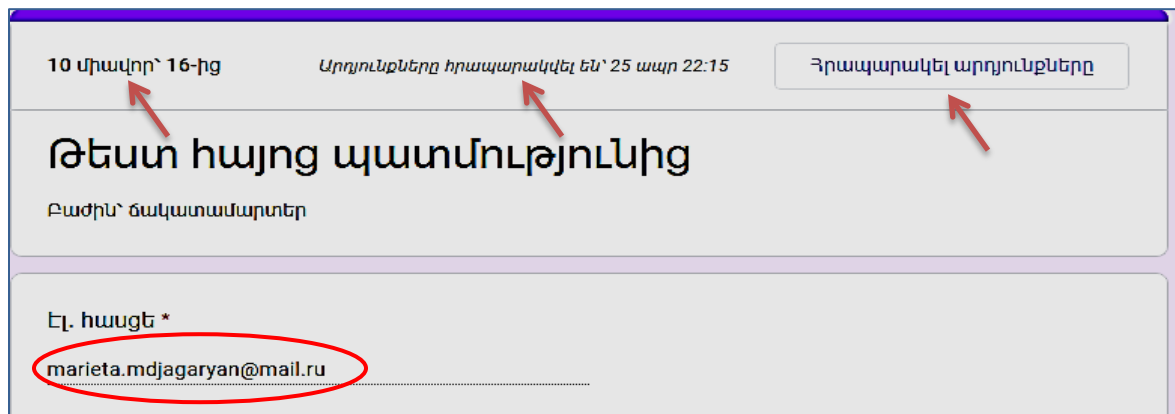 10 միավոր՝ 16-ից
Արդյունքները հրապարակվել են՝ 25 ապր 22:15
Հրապարակել արդյունքները
Թեստ հայոց պատմությունից
Բաժին՝ ճակատամարտեր
Էլ. հասցե *
marieta.mdjagaryan@mail.ru